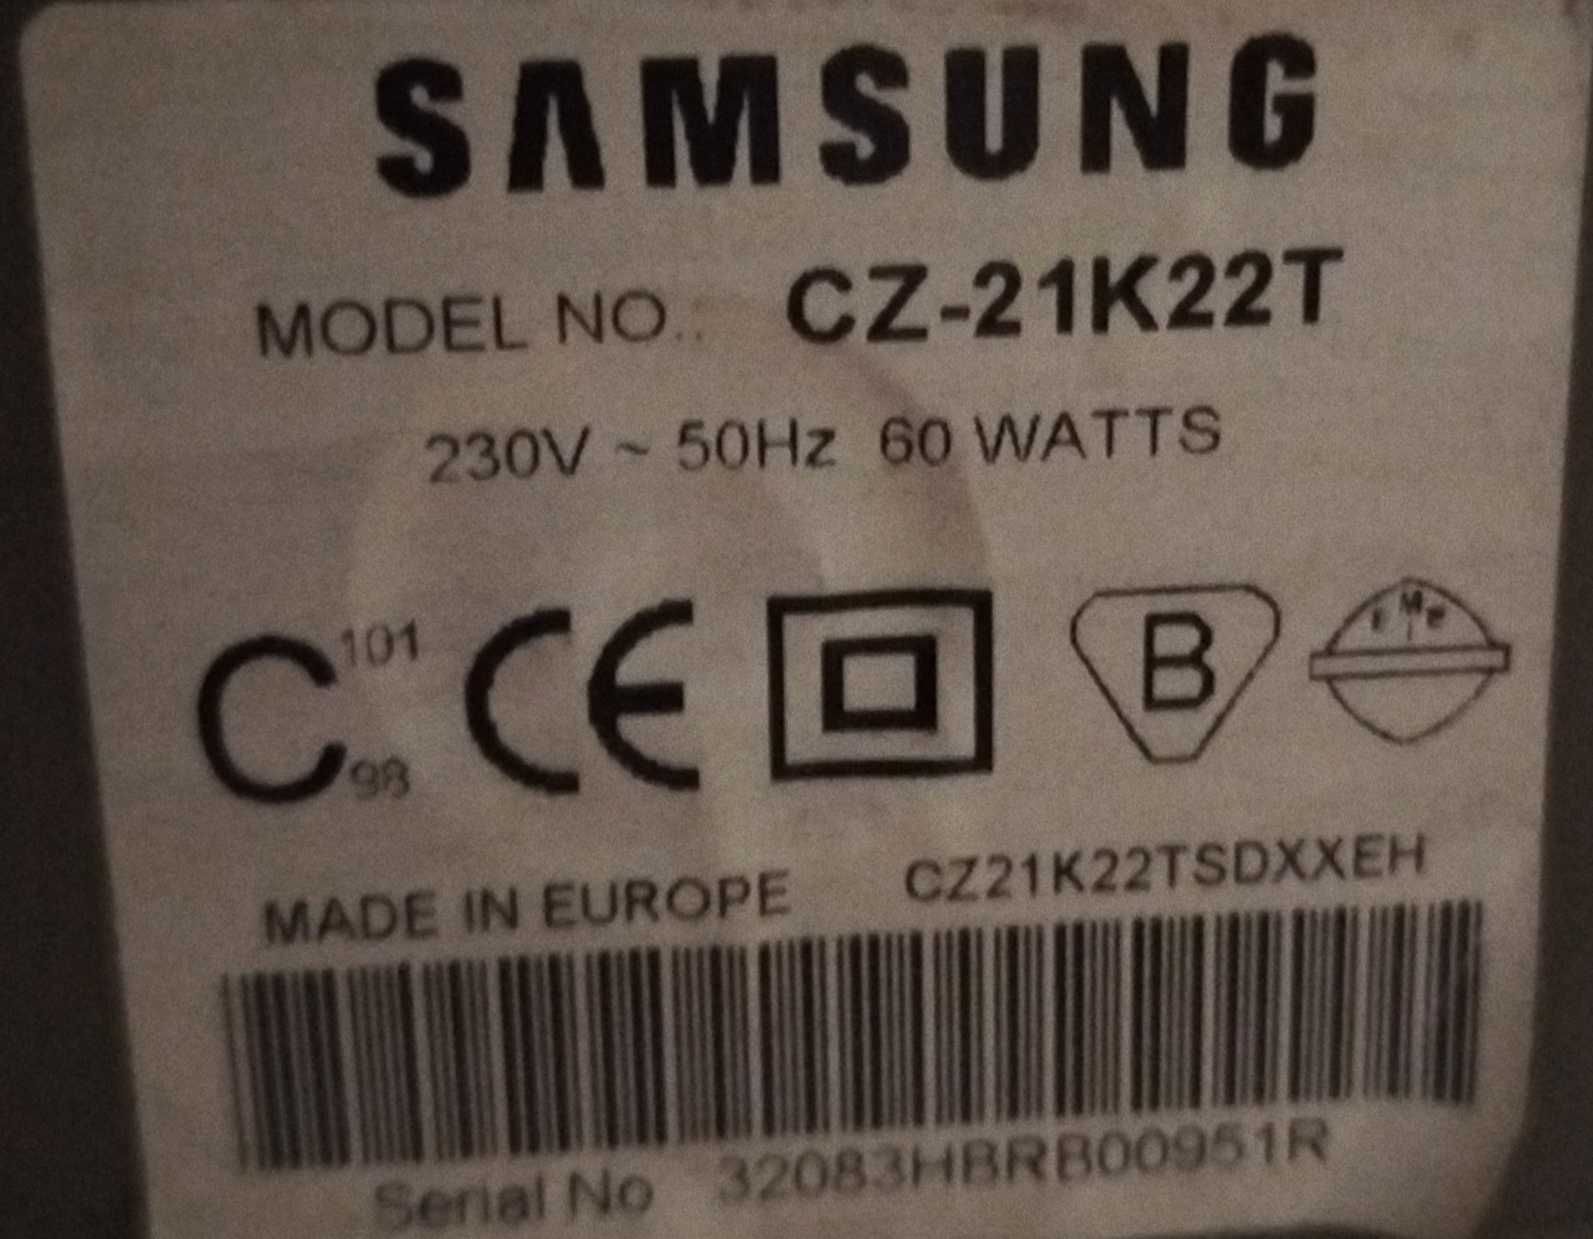 SAMSUNG
MODEL NO.: CZ-21K22T
230V ~ 50Hz 60 WATTS
C 101 98 CE B
MADE IN EUROPE CZ21K22TSDXXEH
Serial No 32083HBRB00951R